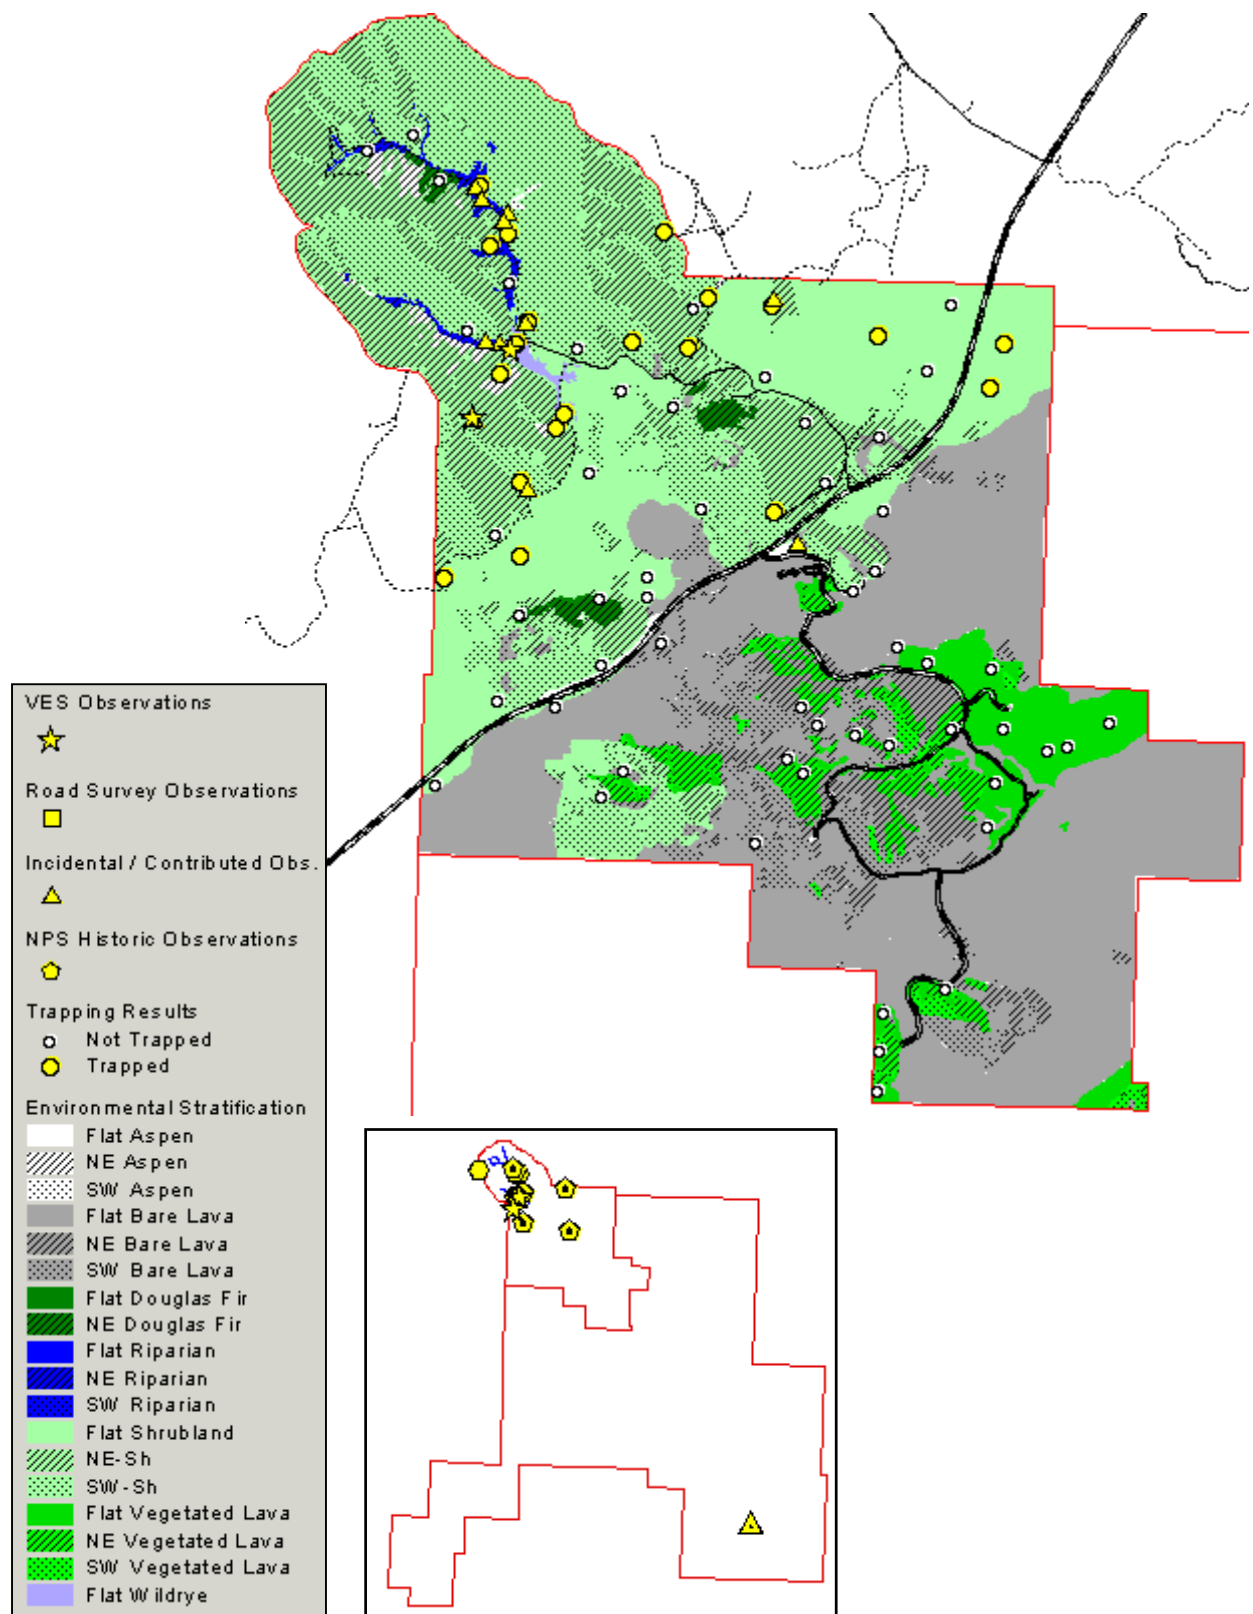 VES Observations
Road Survey Observations
Incidental / Contributed Obs.
NPS Historic Observations
Trapping Results
Not Trapped
Trapped
Environmental Stratification
Flat Aspen
NE Aspen
SW Aspen
Flat Bare Lava
NE Bare Lava
SW Bare Lava
Flat Douglas Fir
NE Douglas Fir
Flat Riparian
NE Riparian
SW Riparian
Flat Shrubland
NE-Sh
SW-Sh
Flat Vegetated Lava
NE Vegetated Lava
SW Vegetated Lava
Flat Wildrye